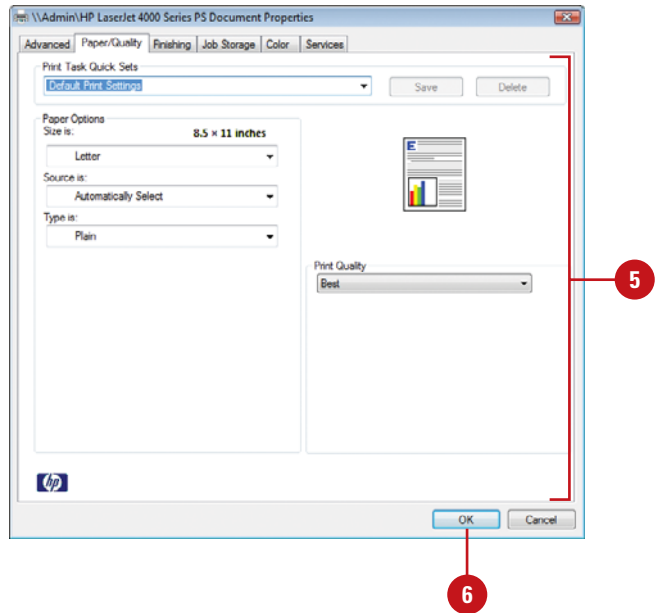 \\Admin\HP LaserJet 4000 Series PS Document Properties
Advanced Paper/Quality Finishing Job Storage Color Services
Print Task Quick Sets
Default Print Settings Save Delete
Paper Options
Size is: 8.5 × 11 inches
Letter
Source is:
Automatically Select
Type is:
Plain
E
Print Quality
Best
5
hp
OK Cancel
6